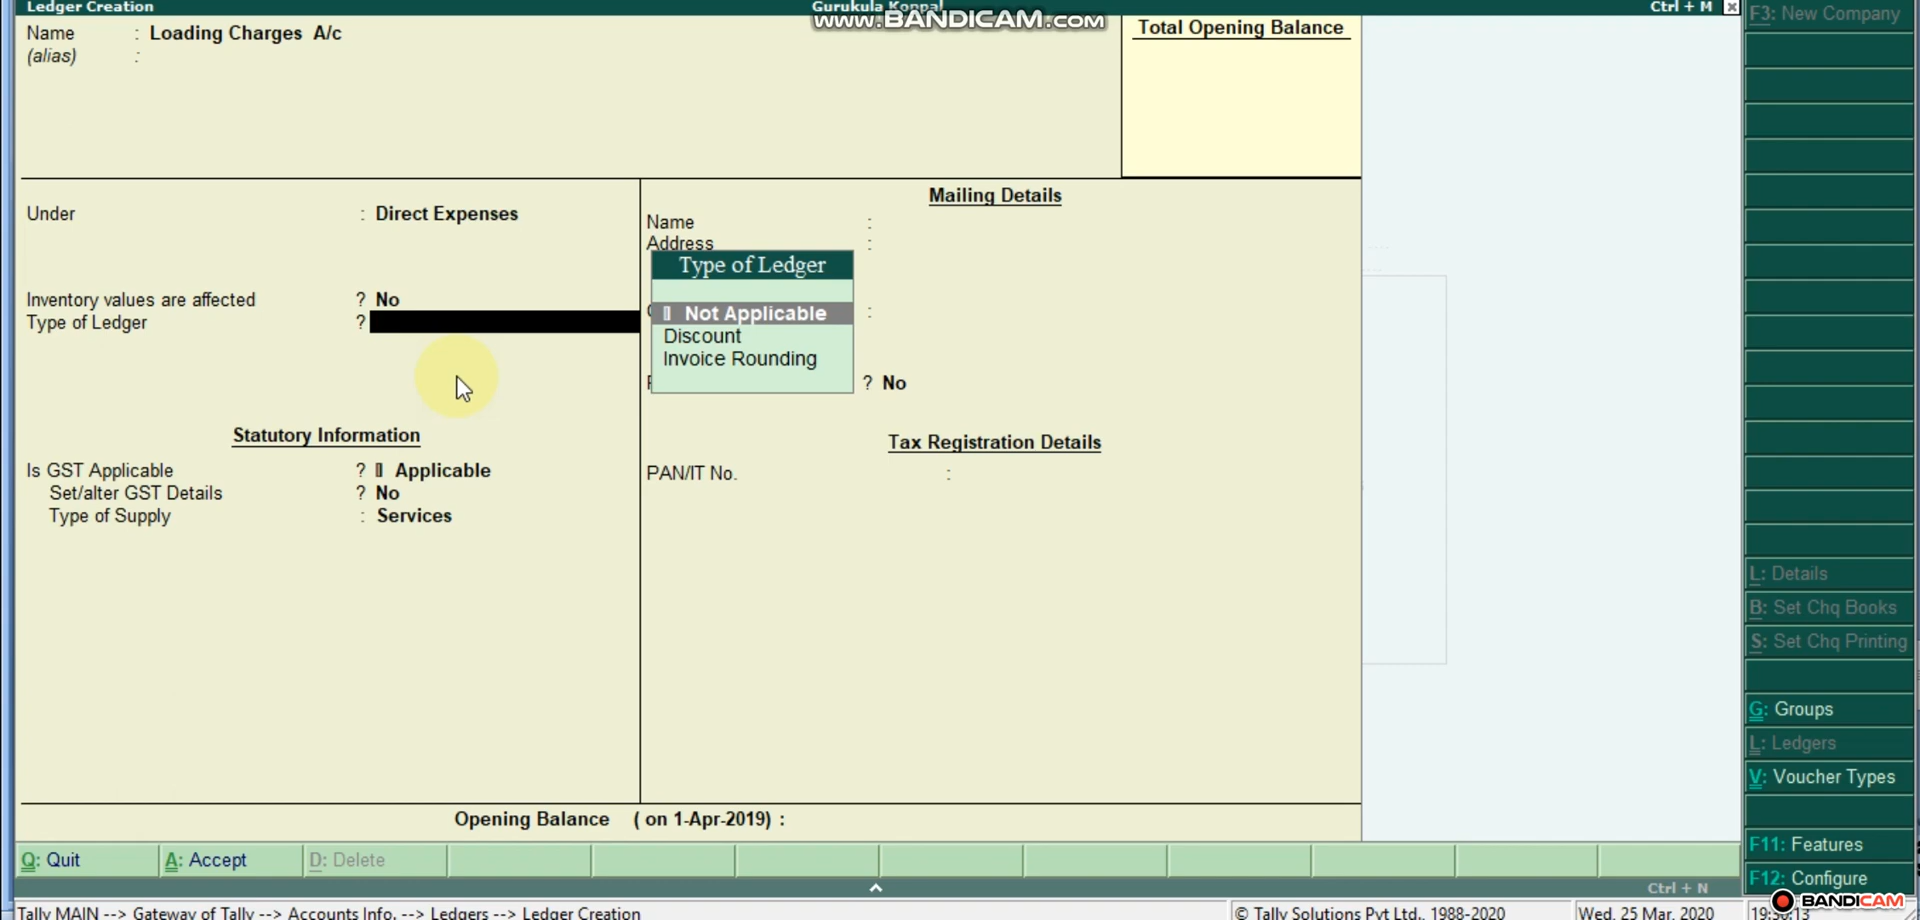 Ledger Creation
Gurukula Koppal
Ctrl + M
www.BANDICAM.com
Name : Loading Charges A/c
(alias) :
Total Opening Balance
Under : Direct Expenses
Inventory values are affected ? No
Type of Ledger ?
Mailing Details
Name :
Address :
Type of Ledger
Not Applicable
Discount
Invoice Rounding
:
? No
Statutory Information
Is GST Applicable ? Applicable
Set/alter GST Details ? No
Type of Supply : Services
Tax Registration Details
PAN/IT No. :
Opening Balance ( on 1-Apr-2019) :
Q: Quit
A: Accept
D: Delete
F3: New Company
L: Details
B: Set Chq Books
S: Set Chq Printing
G: Groups
L: Ledgers
V: Voucher Types
F11: Features
F12: Configure
Ctrl + N
Tally MAIN --> Gateway of Tally --> Accounts Info. --> Ledgers --> Ledger Creation
© Tally Solutions Pvt Ltd., 1988-2020
Wed, 25 Mar, 2020
BANDICAM